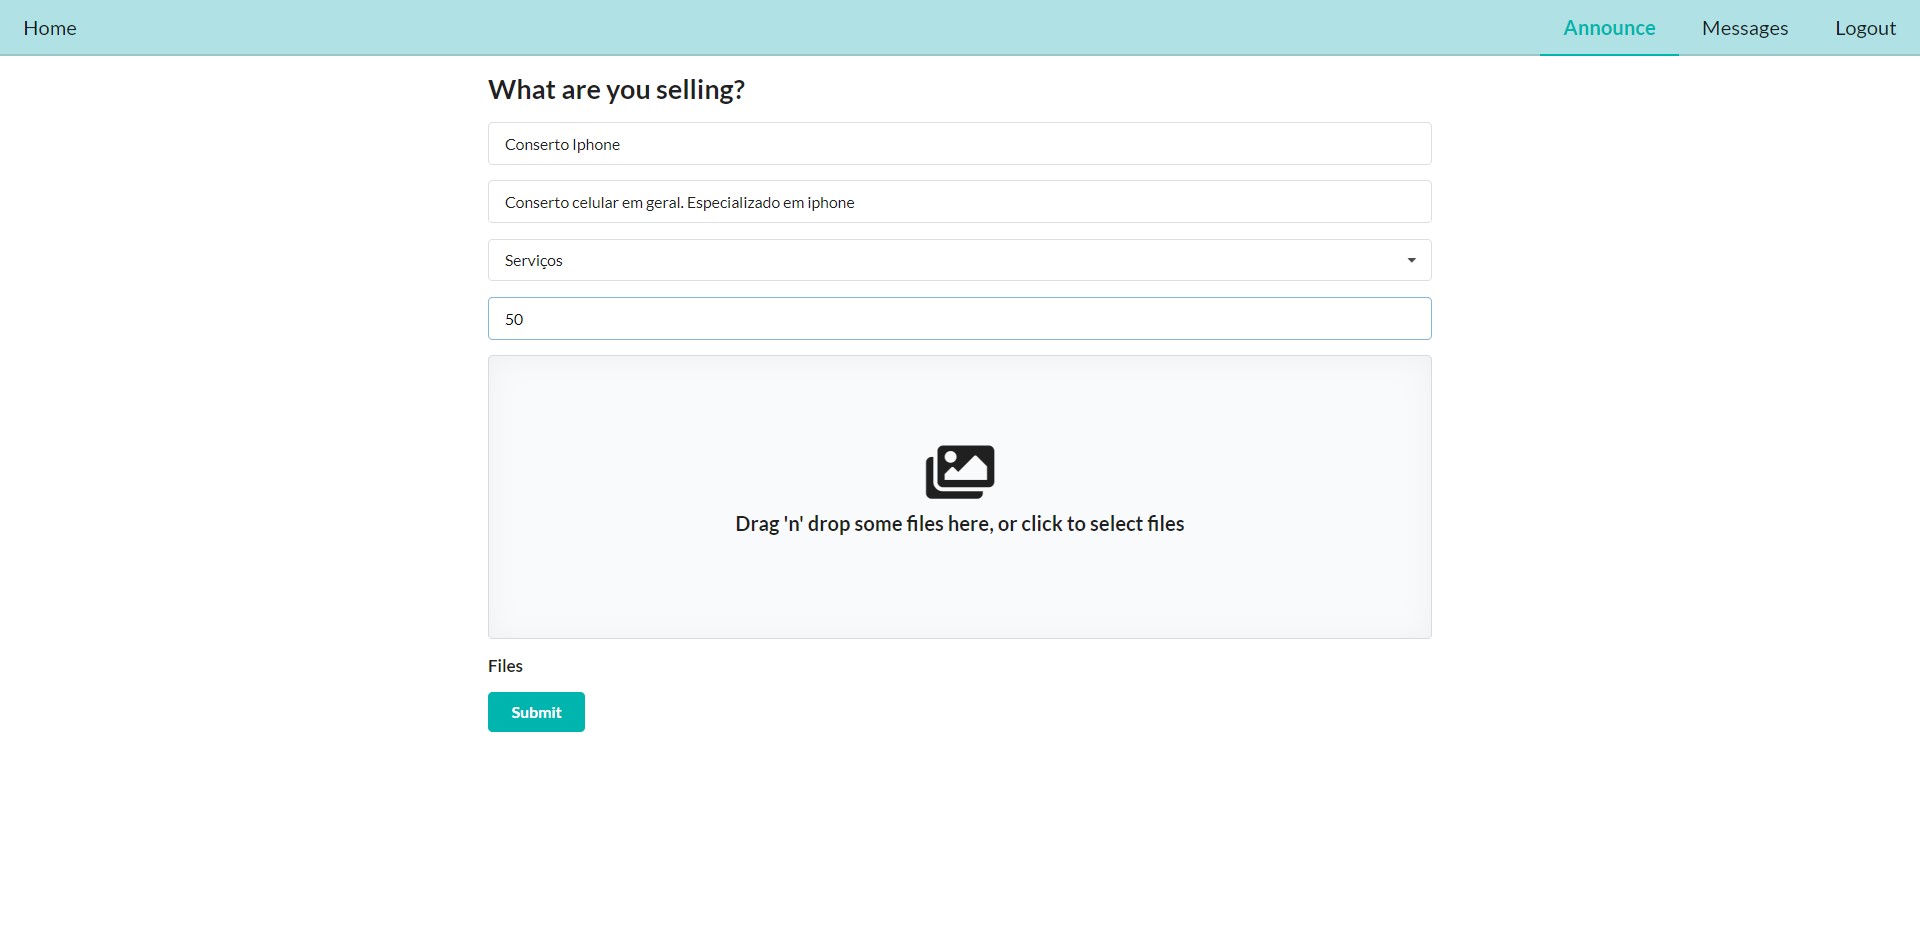 Home
Announce
Messages
Logout
What are you selling?
Conserto Iphone
Conserto celular em geral. Especializado em iphone
Serviços
50
Drag 'n' drop some files here, or click to select files
Files
Submit